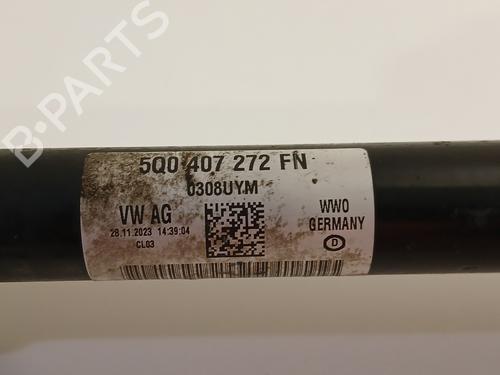 B-PARTS
5Q0 407 272 FN
0308UYM
VW AG
28.11.2023 14:39:04
CL03
WWO
GERMANY
D